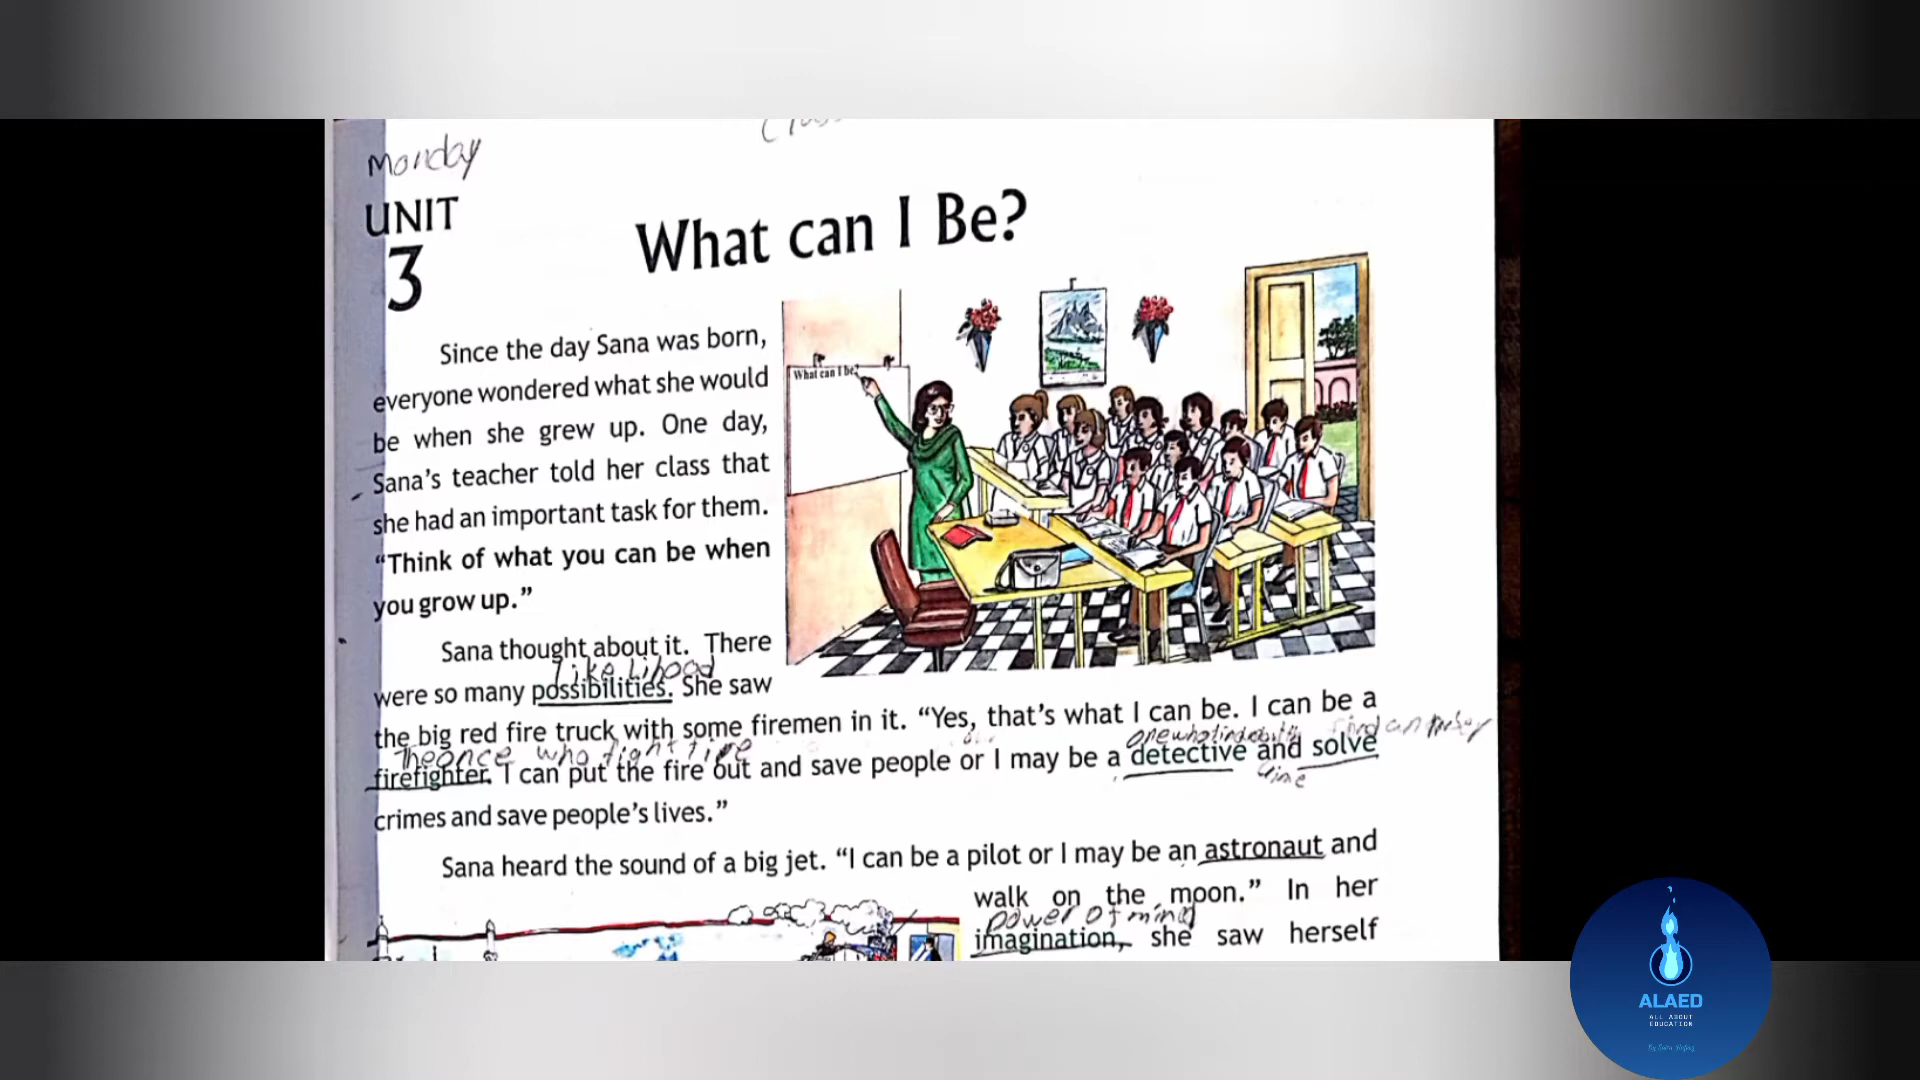 Monday
UNIT
3
What can I Be?
What can I be?
Since the day Sana was born,
everyone wondered what she would
be when she grew up. One day,
Sana's teacher told her class that
she had an important task for them.
“Think of what you can be when
you grow up.”
Sana thought about it. There
Like Lihood
were so many possibilities. She saw
the big red fire truck with some firemen in it. “Yes, that's what I can be. I can be a
who fight fire
firefighter. I can put the fire out and save people or I may be a detective and solve
crime
crimes and save people's lives.”
Sana heard the sound of a big jet. “I can be a pilot or I may be an astronaut and
walk on the moon.” In her
power of mind
imagination, she saw herself
ALAED
ALL ABOUT
EDUCATION